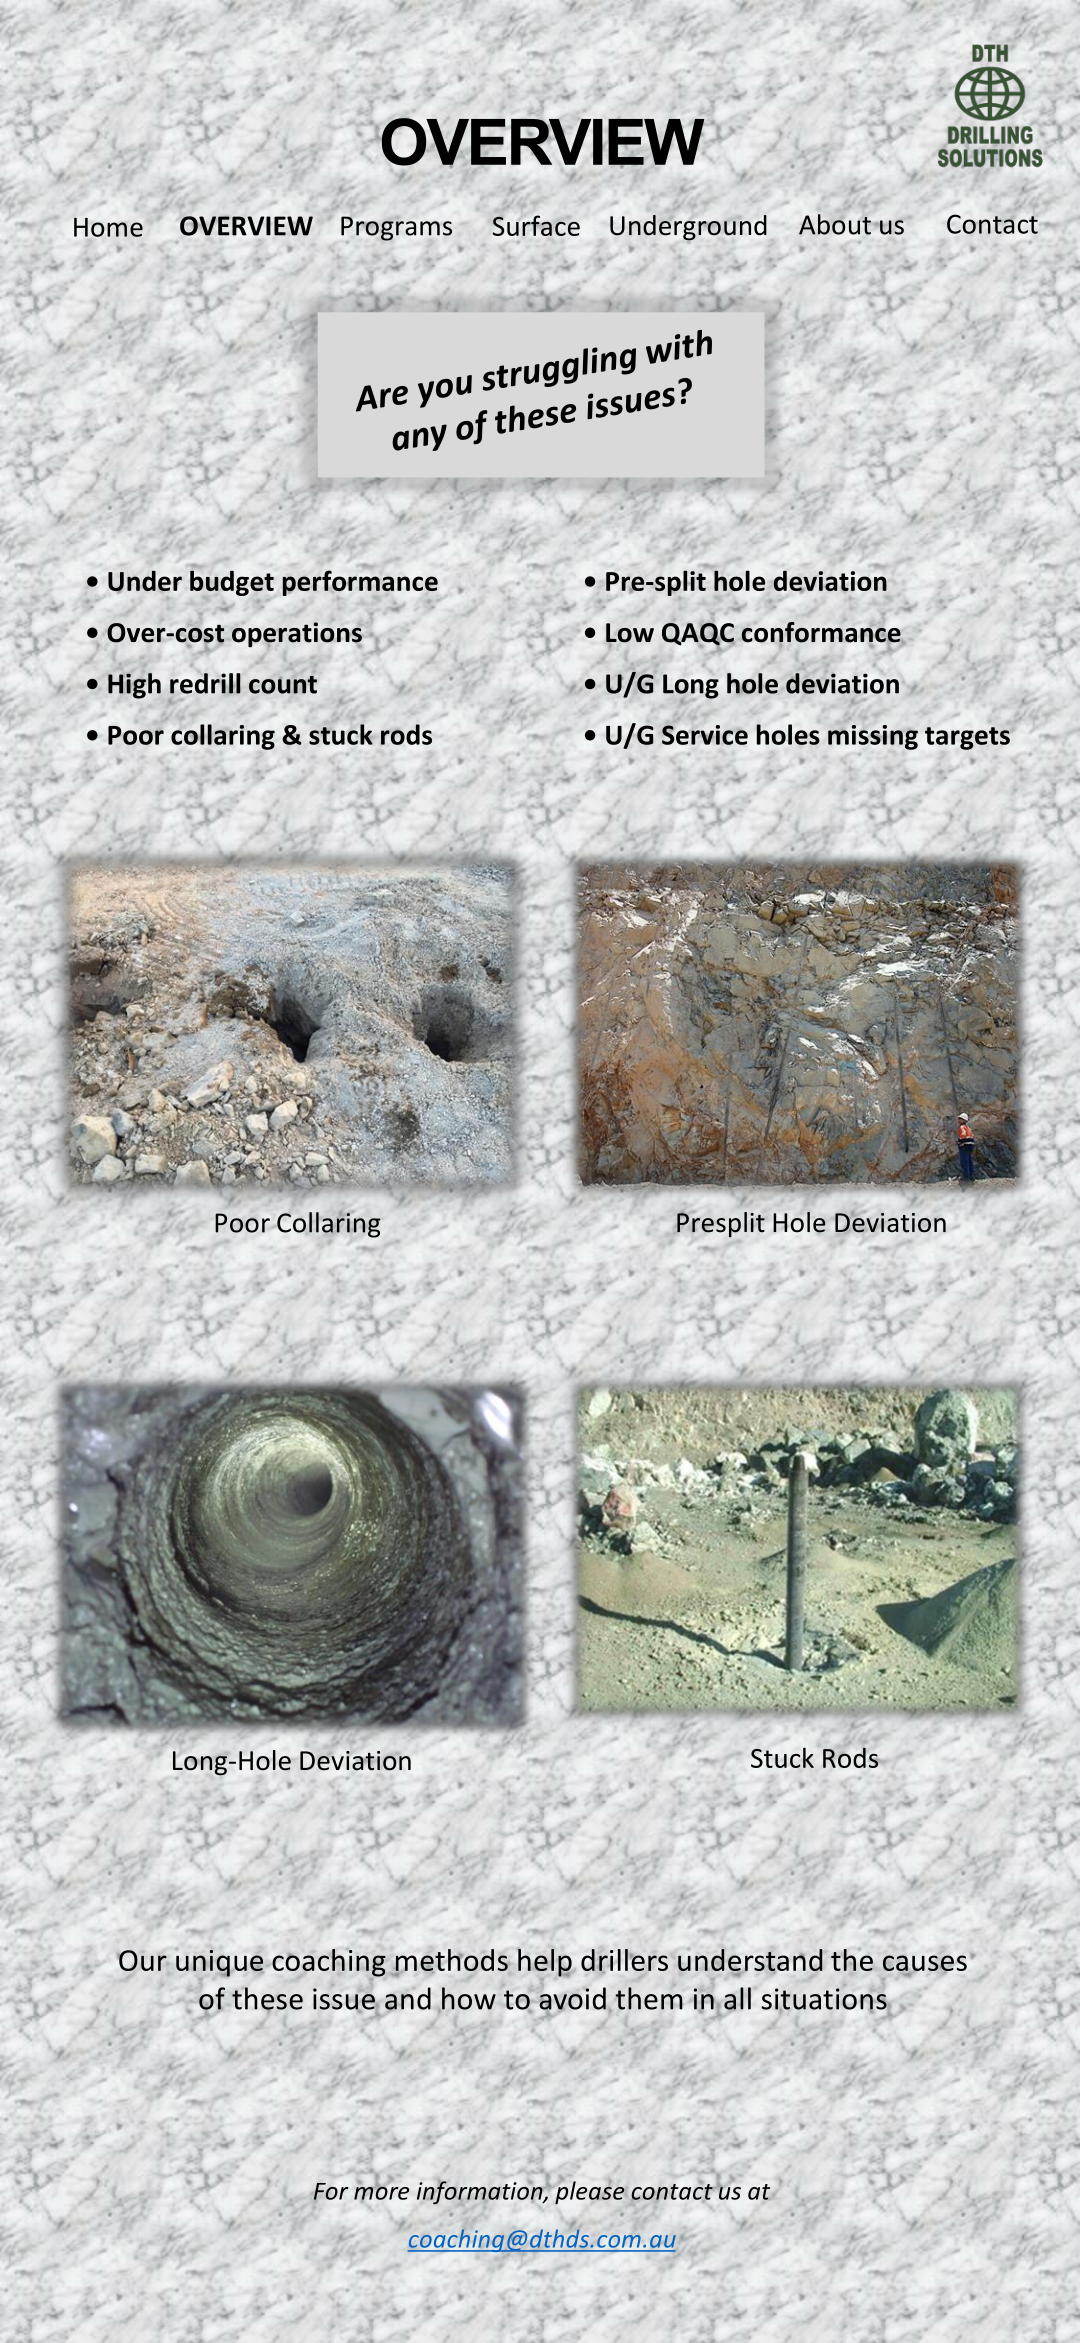 DTH
DRILLING
SOLUTIONS
OVERVIEW
Home OVERVIEW Programs Surface Underground About us Contact
Are you struggling with
any of these issues?
• Under budget performance
• Over-cost operations
• High redrill count
• Poor collaring & stuck rods
• Pre-split hole deviation
• Low QAQC conformance
• U/G Long hole deviation
• U/G Service holes missing targets
Poor Collaring
Presplit Hole Deviation
Long-Hole Deviation
Stuck Rods
Our unique coaching methods help drillers understand the causes
of these issue and how to avoid them in all situations
For more information, please contact us at
coaching@dthds.com.au